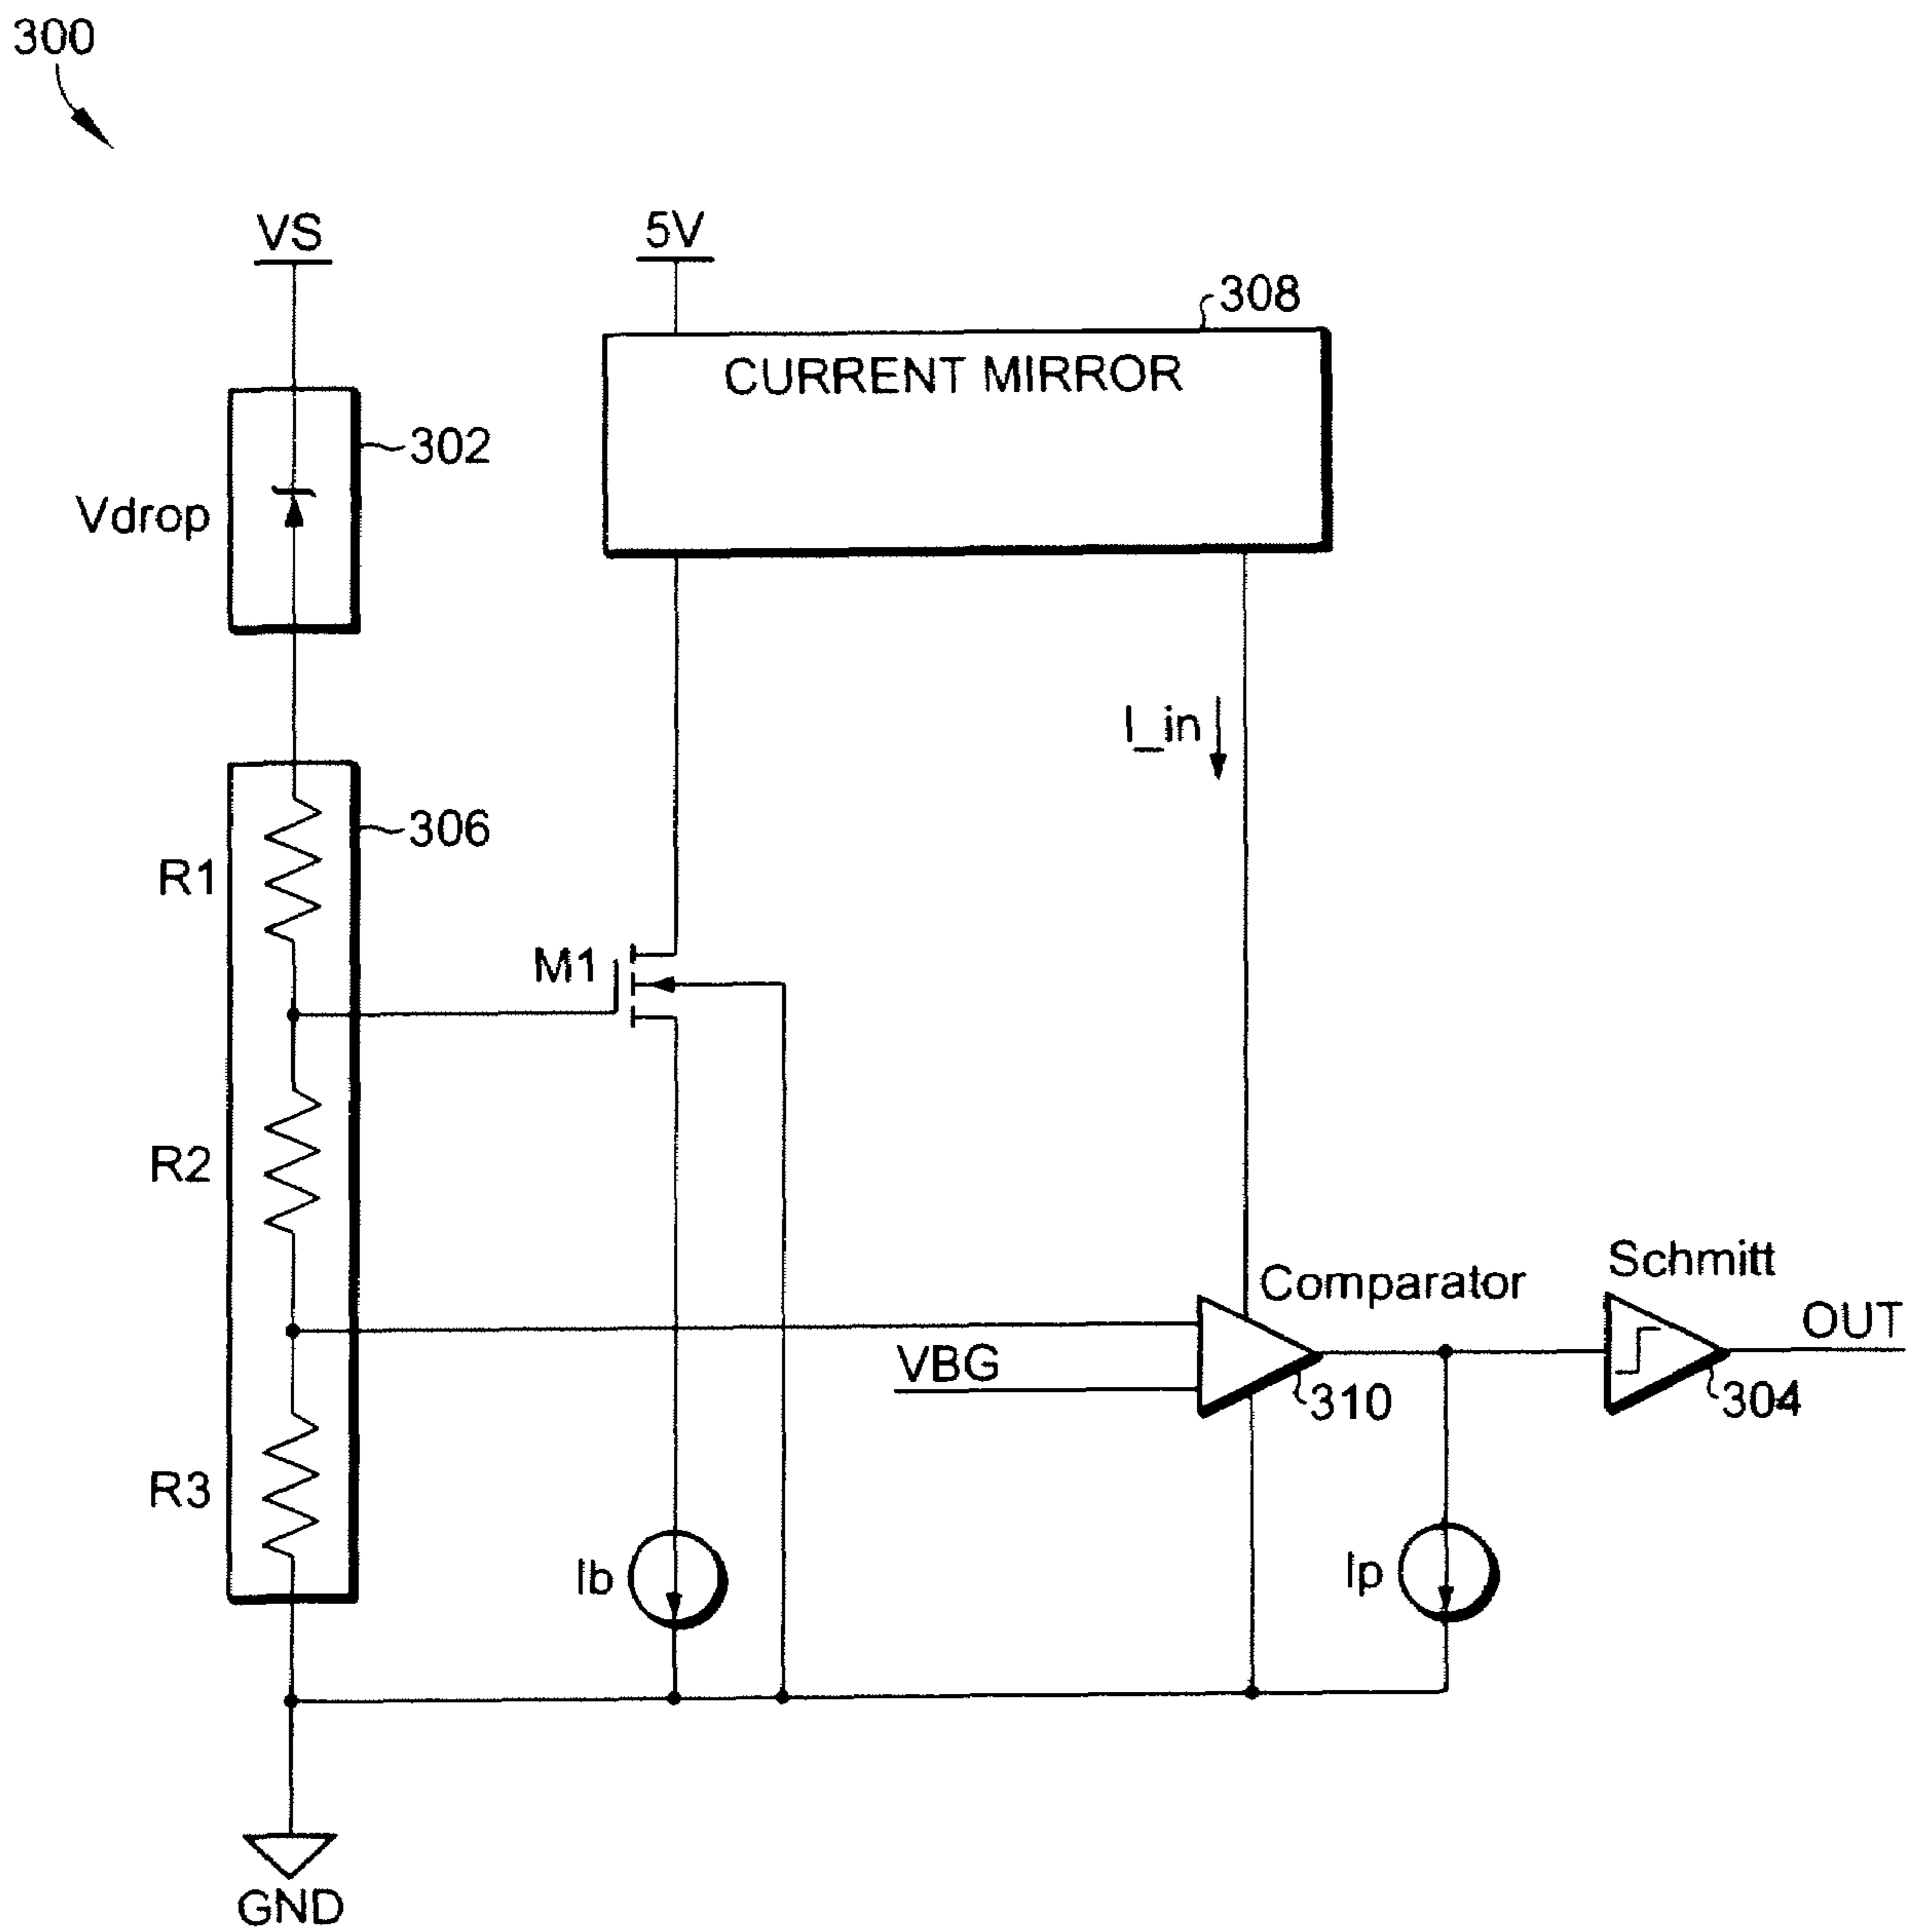 300
VS
5V
308
CURRENT MIRROR
302
Vdrop
I_in
306
R1
M1
R2
Schmitt
Comparator
OUT
VBG
310
304
R3
Ib
Ip
GND